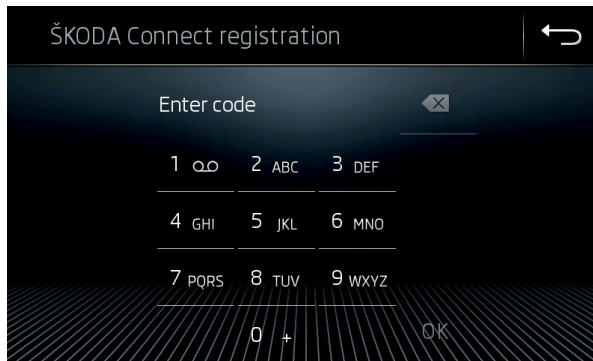 ŠKODA Connect registration
Enter code
1 2 ABC 3 DEF
4 GHI 5 JKL 6 MNO
7 PQRS 8 TUV 9 WXYZ
0 + OK